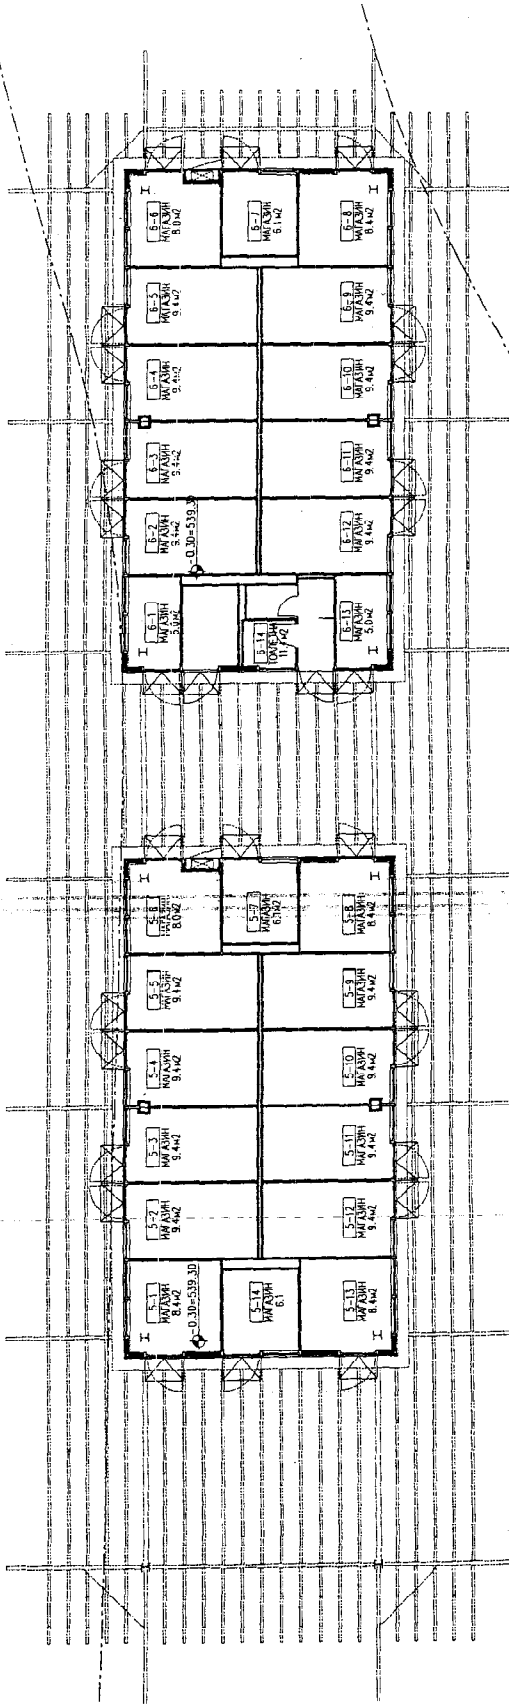 6-6
МАГАЗИН
8.0м2
6-7
МАГАЗИН
6.1м2
6-8
МАГАЗИН
8.4м2
6-5
МАГАЗИН
9.4м2
6-9
МАГАЗИН
9.4м2
6-4
МАГАЗИН
9.4м2
6-10
МАГАЗИН
9.4м2
6-3
МАГАЗИН
9.4м2
6-11
МАГАЗИН
9.4м2
6-2
МАГАЗИН
9.4м2
-0.30=539.30
6-12
МАГАЗИН
9.4м2
6-1
МАГАЗИН
5.0м2
6-14
ТОАЛЕТНА
6-13
МАГАЗИН
5.0м2
5-6
МАГАЗИН
8.0м2
5-7
МАГАЗИН
6.1м2
5-8
МАГАЗИН
8.4м2
5-5
МАГАЗИН
9.4м2
5-9
МАГАЗИН
9.4м2
5-4
МАГАЗИН
9.4м2
5-10
МАГАЗИН
9.4м2
5-3
МАГАЗИН
9.4м2
5-11
МАГАЗИН
9.4м2
5-2
МАГАЗИН
9.4м2
5-12
МАГАЗИН
9.4м2
5-1
МАГАЗИН
8.4м2
-0.30=539.30
5-14
МАГАЗИН
6.1
5-13
МАГАЗИН
8.4м2